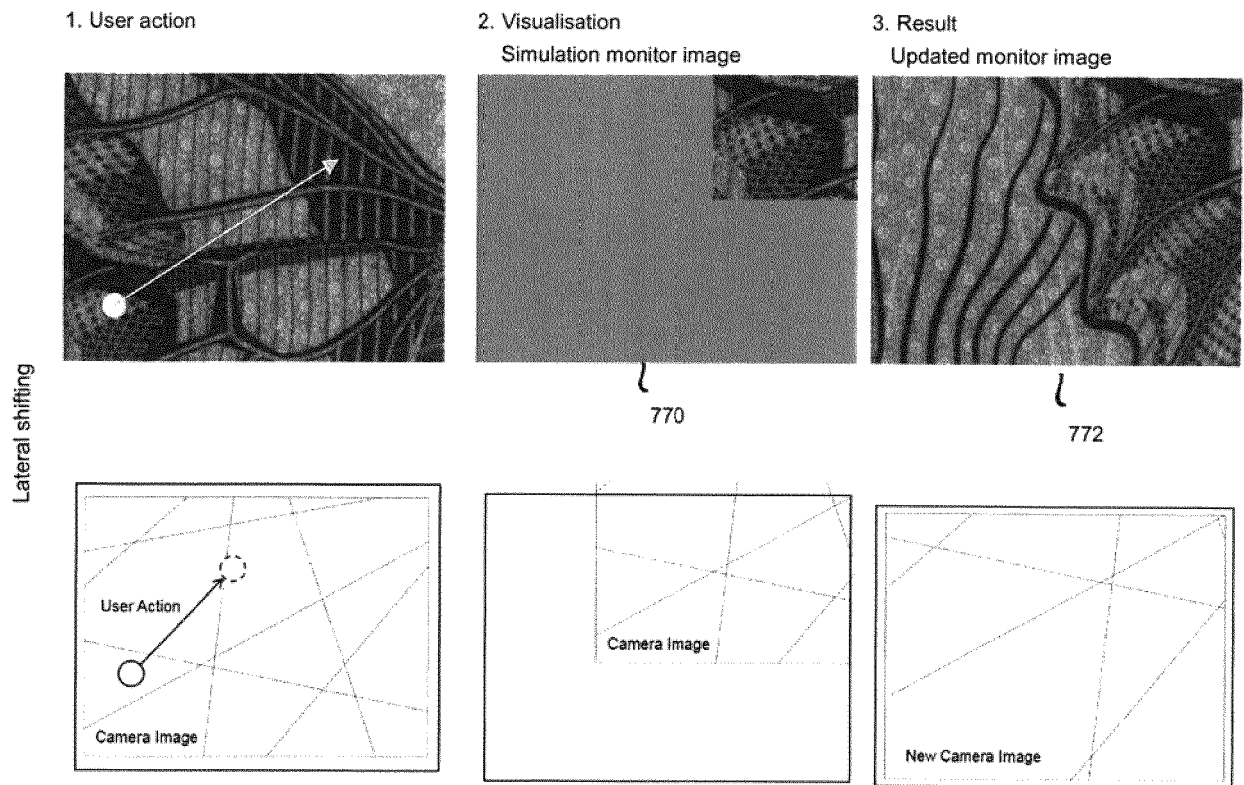 1. User action
2. Visualisation
Simulation monitor image
3. Result
Updated monitor image
Lateral shifting
770
772
User Action
Camera Image
Camera Image
New Camera Image